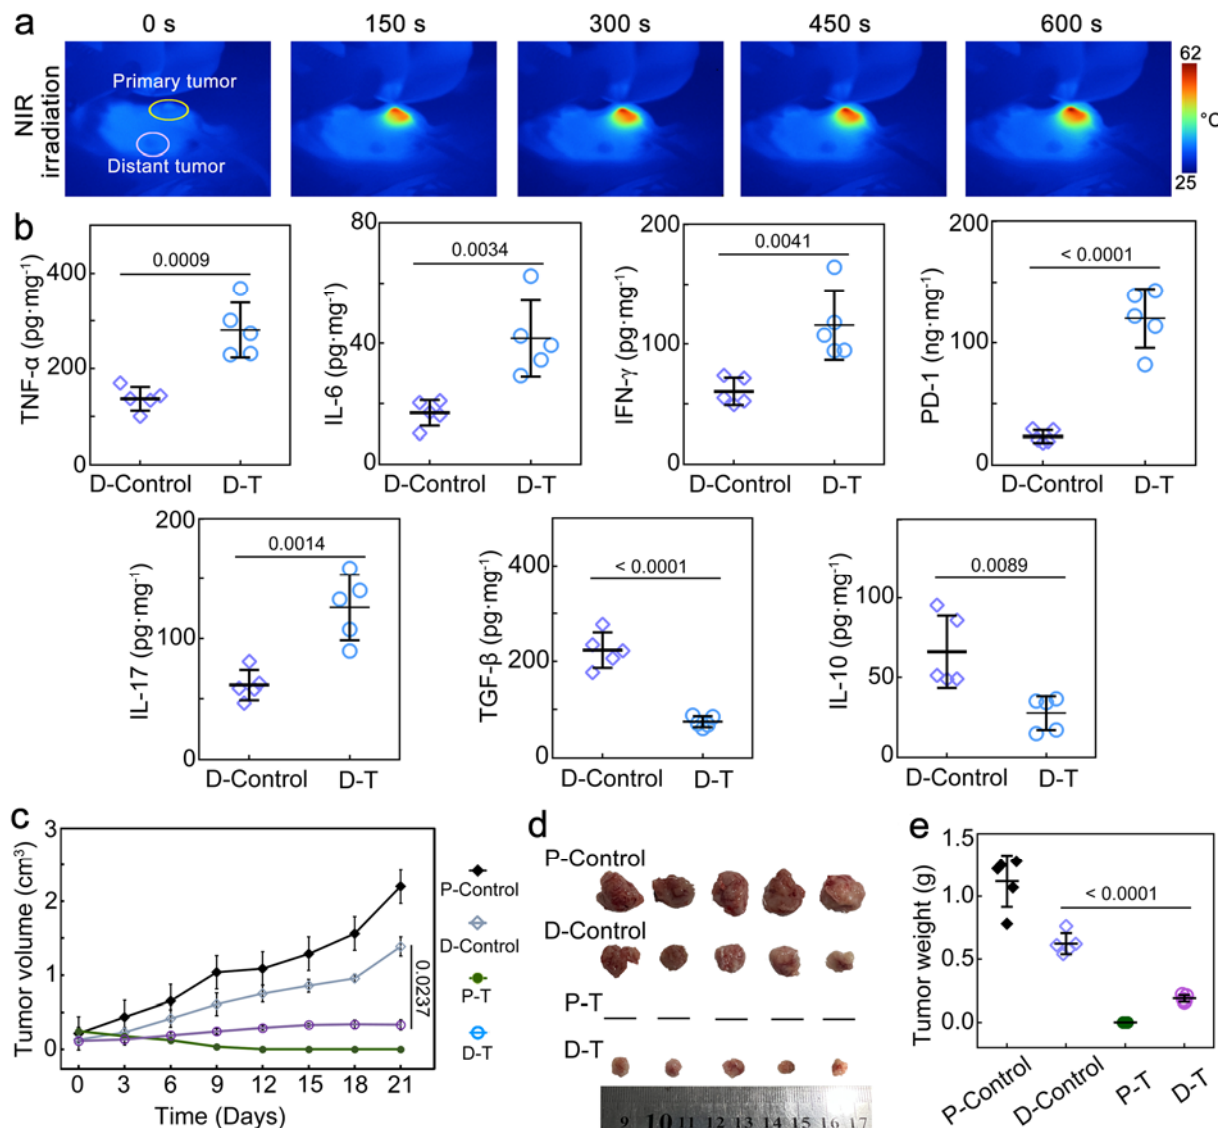 a
0 s
150 s
300 s
450 s
600 s
NIR
irradiation
Primary tumor
Distant tumor
62
°C
25
b
TNF-α (pg·mg⁻¹)
400
200
0
0.0009
D-Control
D-T
IL-6 (pg·mg⁻¹)
80
40
0
0.0034
D-Control
D-T
IFN-γ (pg·mg⁻¹)
200
100
0
0.0041
D-Control
D-T
PD-1 (ng·mg⁻¹)
200
100
0
< 0.0001
D-Control
D-T
IL-17 (pg·mg⁻¹)
200
100
0
0.0014
D-Control
D-T
TGF-β (pg·mg⁻¹)
400
200
0
< 0.0001
D-Control
D-T
IL-10 (pg·mg⁻¹)
100
50
0
0.0089
D-Control
D-T
c
Tumor volume (cm³)
3
2
1
0
0 3 6 9 12 15 18 21
Time (Days)
0.0237
P-Control
D-Control
P-T
D-T
d
P-Control
D-Control
P-T
D-T
9 10 11 12 13 14 15 16 17
e
Tumor weight (g)
1.5
1.0
0.5
0.0
< 0.0001
P-Control
D-Control
P-T
D-T